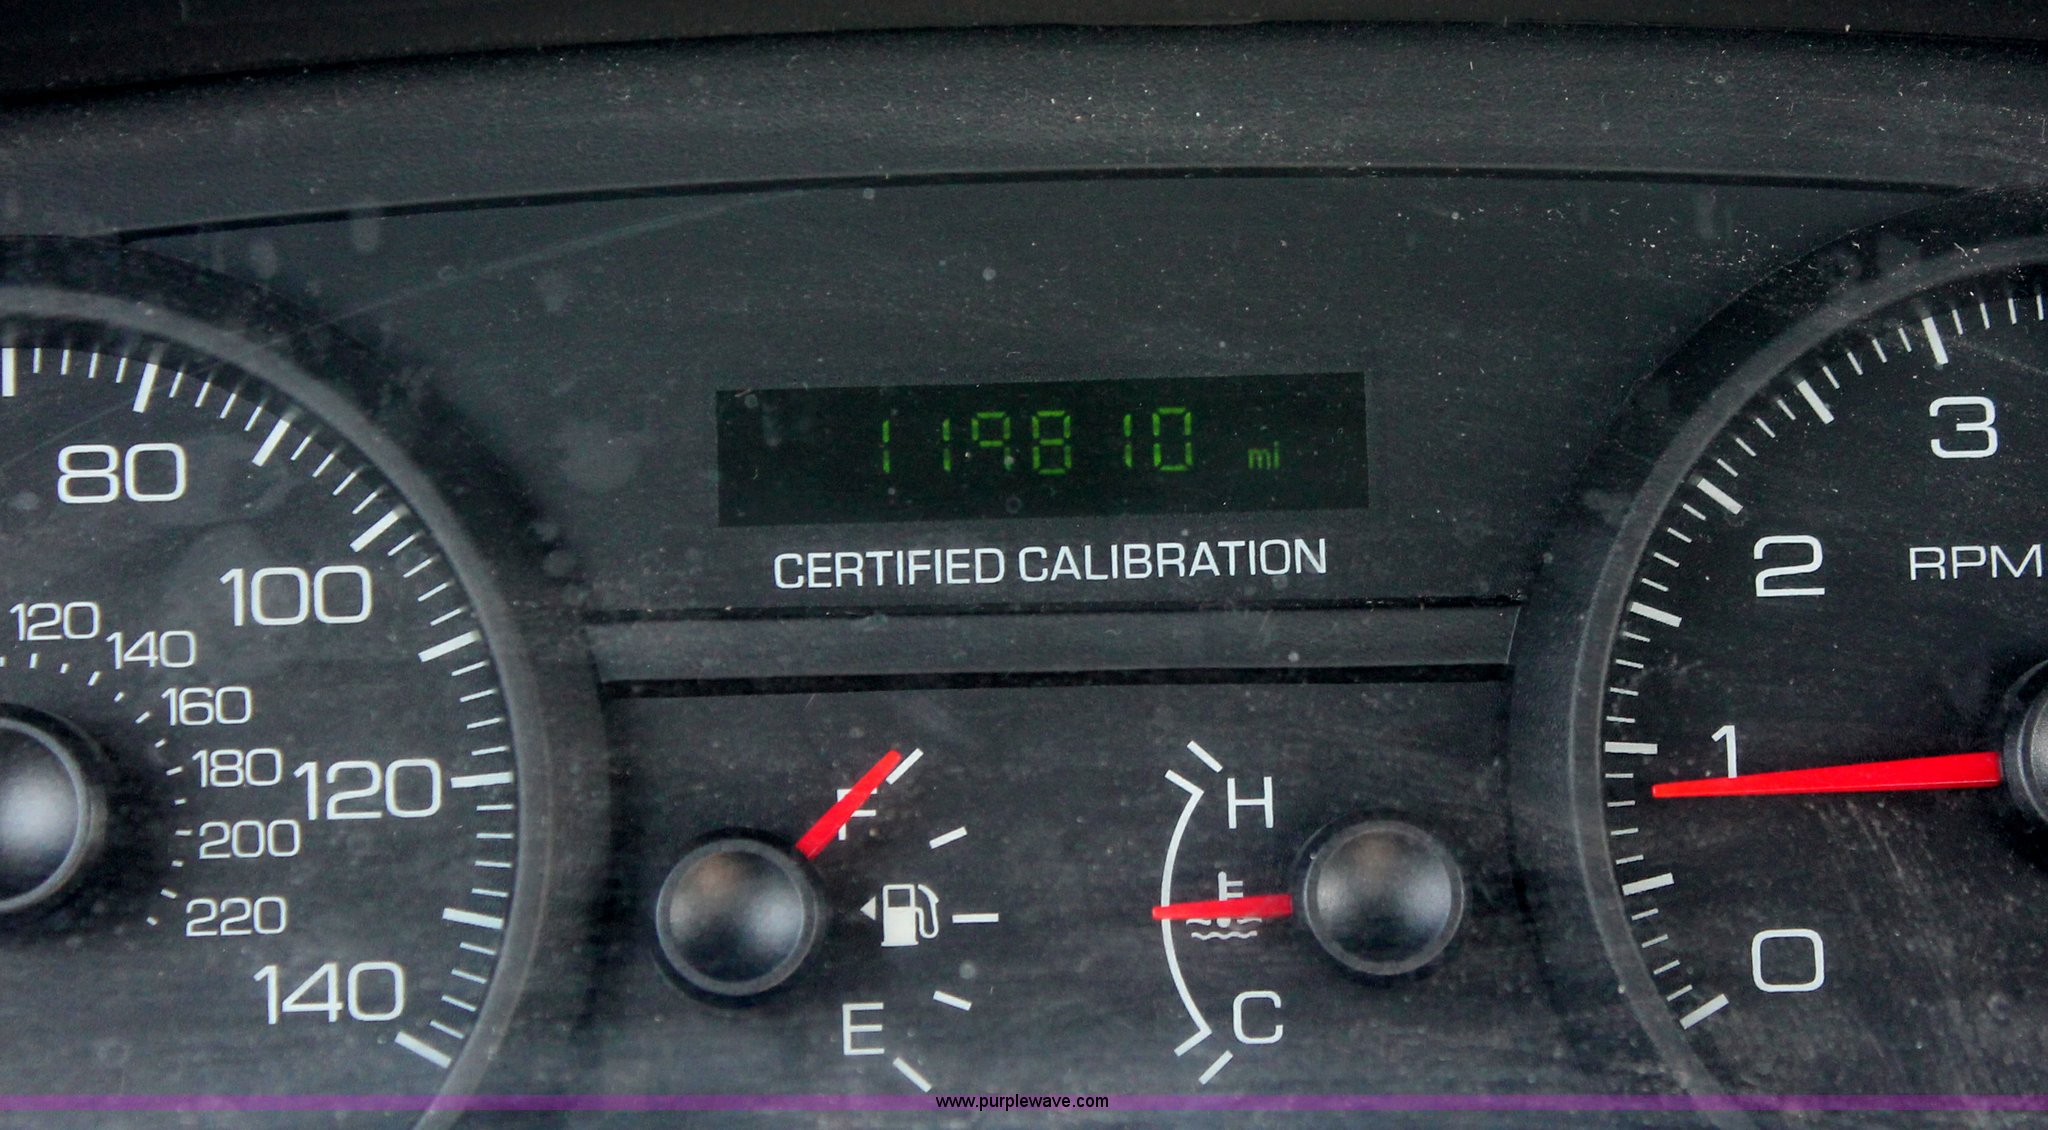 119810 mi
CERTIFIED CALIBRATION
80
100
120
140
120
140
160
180
200
220
F
E
H
C
3
2
1
0
RPM
www.purplewave.com